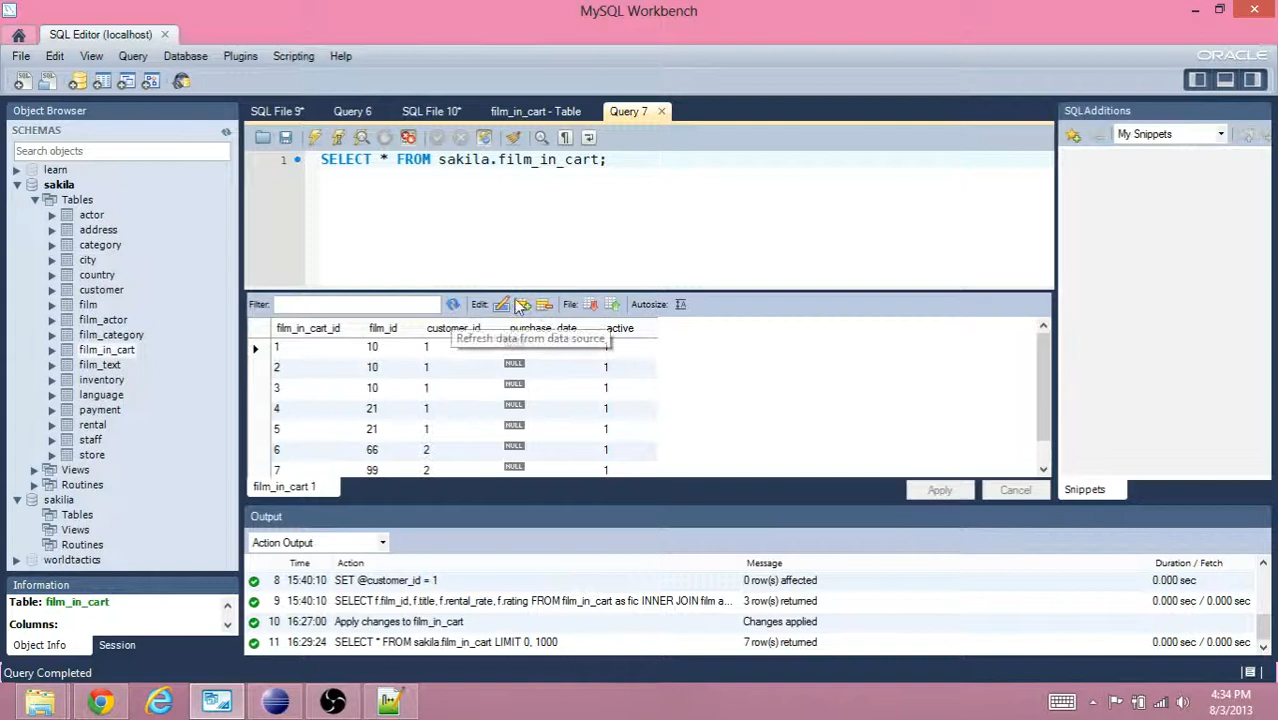 MySQL Workbench
SQL Editor (localhost)
File Edit View Query Database Plugins Scripting Help
ORACLE
Object Browser
SCHEMAS
Search objects
learn
sakila
Tables
actor
address
category
city
country
customer
film
film_actor
film_category
film_in_cart
film_text
inventory
language
payment
rental
staff
store
Views
Routines
sakilia
Tables
Views
Routines
worldtactics
Information
Table: film_in_cart
Columns:
Object Info Session
SQL File 9* Query 6 SQL File 10* film_in_cart - Table Query 7
1 SELECT * FROM sakila.film_in_cart;
Filter: Edit: File: Autosize:
film_in_cart_id film_id customer_id purchase_date active
Refresh data from data source
1 10 1
2 10 1 NULL 1
3 10 1 NULL 1
4 21 1 NULL 1
5 21 1 NULL 1
6 66 2 NULL 1
7 99 2 NULL 1
film_in_cart 1
Apply Cancel
SQL Additions
My Snippets
Snippets
Output
Action Output
Time Action Message Duration / Fetch
8 15:40:10 SET @customer_id = 1 0 row(s) affected 0.000 sec
9 15:40:10 SELECT f.film_id, f.title, f.rental_rate, f.rating FROM film_in_cart as fic INNER JOIN film a... 3 row(s) returned 0.000 sec / 0.000 sec
10 16:27:00 Apply changes to film_in_cart Changes applied
11 16:29:24 SELECT * FROM sakila.film_in_cart LIMIT 0, 1000 7 row(s) returned 0.000 sec / 0.000 sec
Query Completed
4:34 PM
8/3/2013